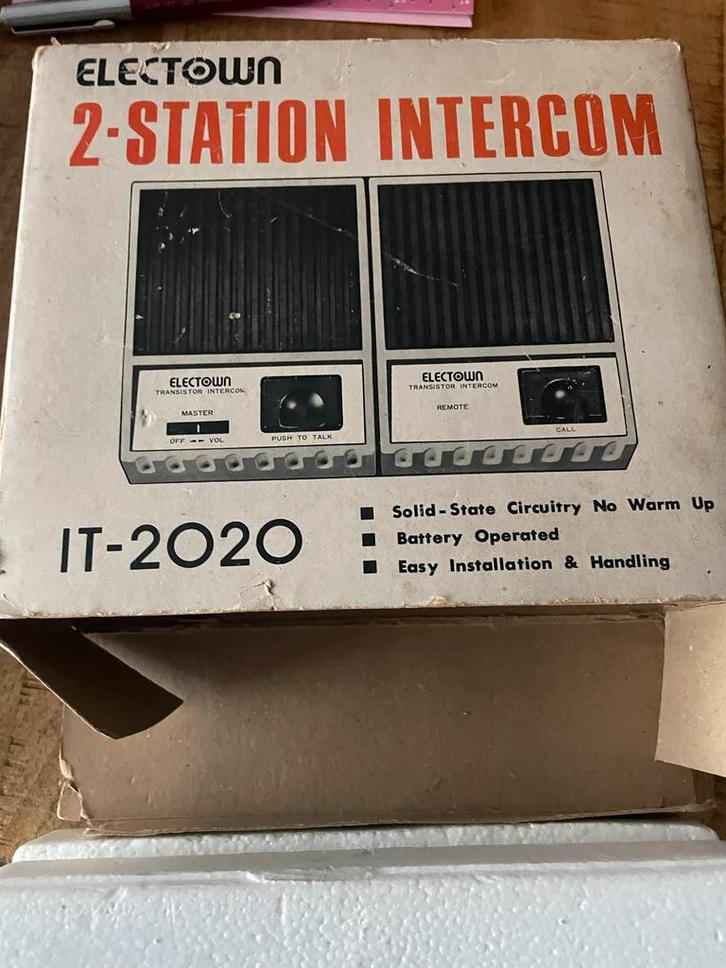 ELECTOWN
2-STATION INTERCOM
ELECTOWN
TRANSISTOR INTERCOM
MASTER
OFF ◄► VOL
PUSH TO TALK
ELECTOWN
TRANSISTOR INTERCOM
REMOTE
CALL
IT-2020
■ Solid-State Circuitry No Warm Up
■ Battery Operated
■ Easy Installation & Handling